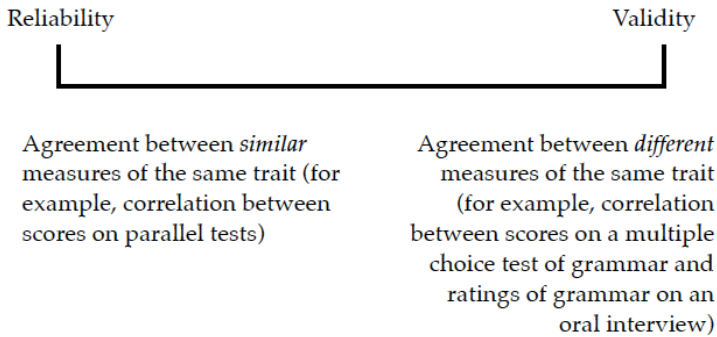 Reliability
Validity
Agreement between similar
measures of the same trait (for
example, correlation between
scores on parallel tests)
Agreement between different
measures of the same trait
(for example, correlation
between scores on a multiple
choice test of grammar and
ratings of grammar on an
oral interview)